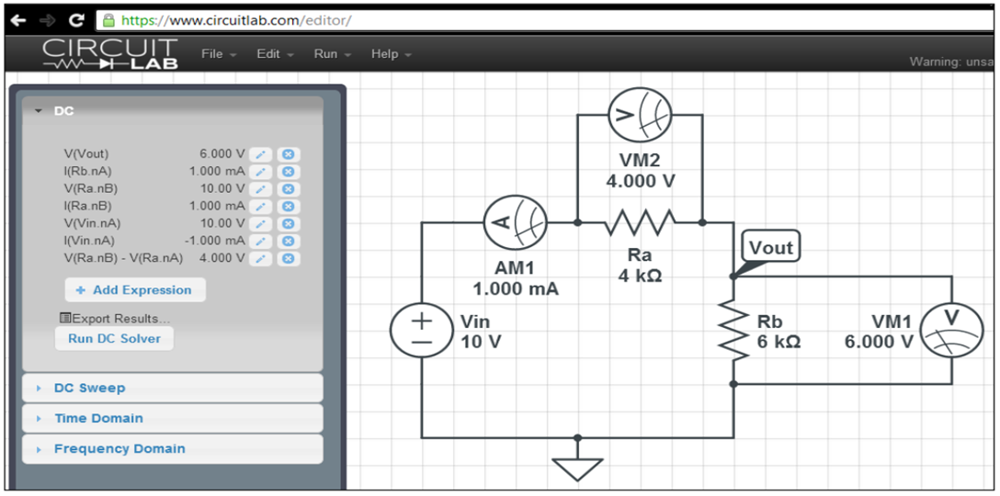 https://www.circuitlab.com/editor/
CIRCUIT
LAB
File Edit Run Help
Warning: unsa
DC
V(Vout) 6.000 V
I(Rb.nA) 1.000 mA
V(Ra.nB) 10.00 V
I(Ra.nB) 1.000 mA
V(Vin.nA) 10.00 V
I(Vin.nA) -1.000 mA
V(Ra.nB) - V(Ra.nA) 4.000 V
+ Add Expression
Export Results...
Run DC Solver
DC Sweep
Time Domain
Frequency Domain
V
VM2
4.000 V
A
AM1
1.000 mA
Ra
4 kΩ
Vout
+
−
Vin
10 V
Rb
6 kΩ
VM1
6.000 V
V